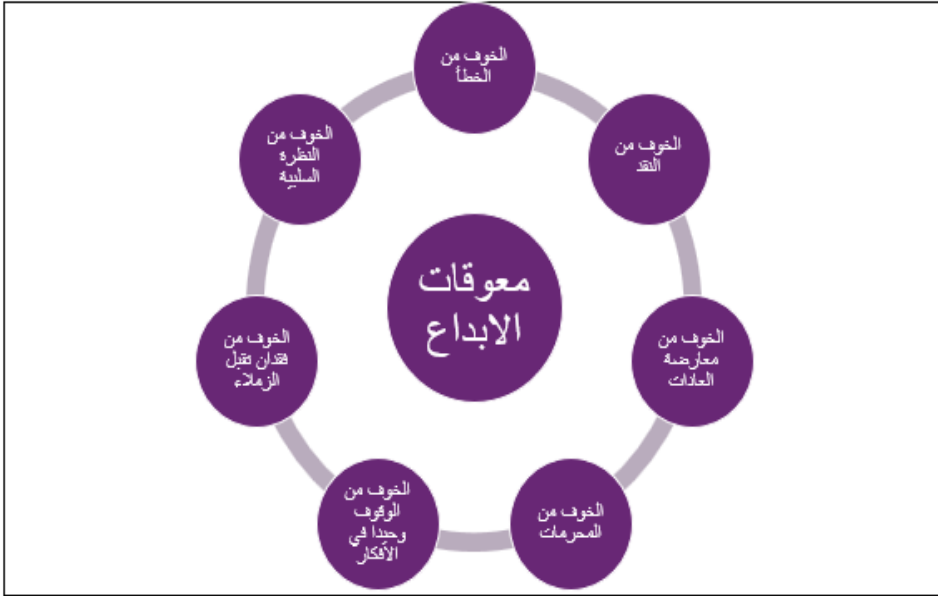 الخوف من
الخطأ
الخوف من
النقد
الخوف من
معارضة
العادات
الخوف من
المحرمات
الخوف من
الوقوف
وحيدا في
الأفكار
الخوف من
فقدان تقبل
الزملاء
الخوف من
النظرة
السلبية
معوقات
الابداع